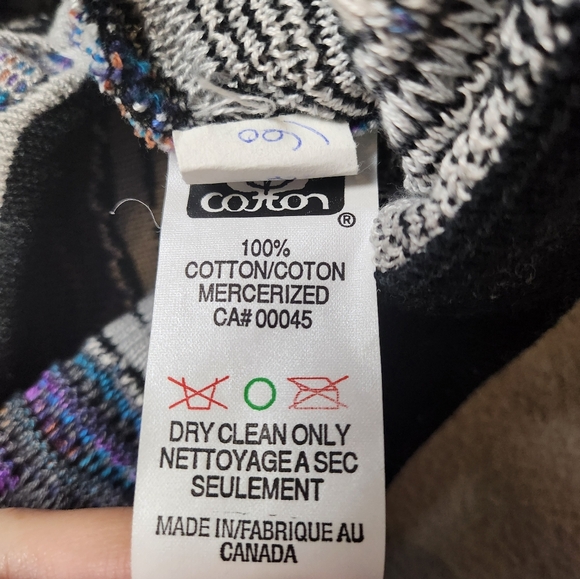 cotton
®
100%
COTTON/COTON
MERCERIZED
CA# 00045
DRY CLEAN ONLY
NETTOYAGE A SEC
SEULEMENT
MADE IN/FABRIQUE AU
CANADA